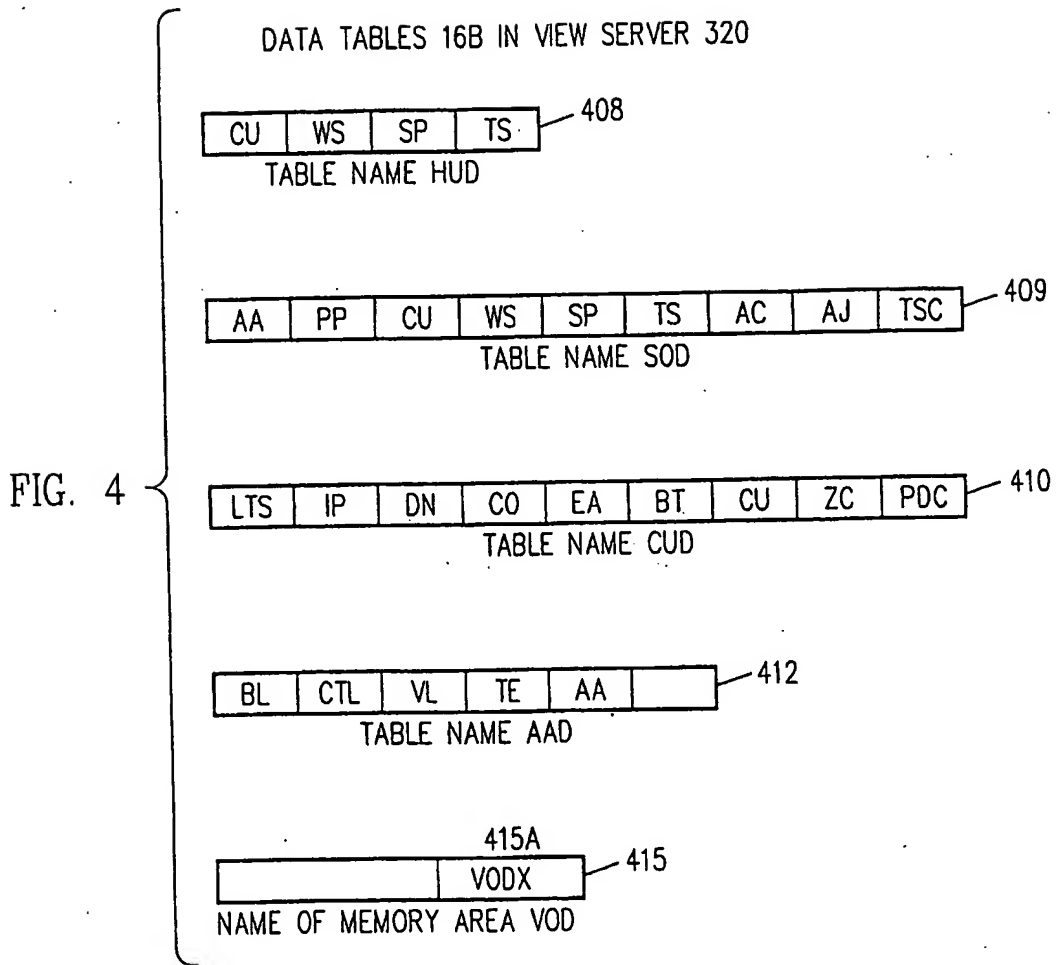 DATA TABLES 16B IN VIEW SERVER 320
CU WS SP TS 408
TABLE NAME HUD
AA PP CU WS SP TS AC AJ TSC 409
TABLE NAME SOD
FIG. 4
LTS IP DN CO EA BT CU ZC PDC 410
TABLE NAME CUD
BL CTL VL TE AA 412
TABLE NAME AAD
415A
VODX 415
NAME OF MEMORY AREA VOD